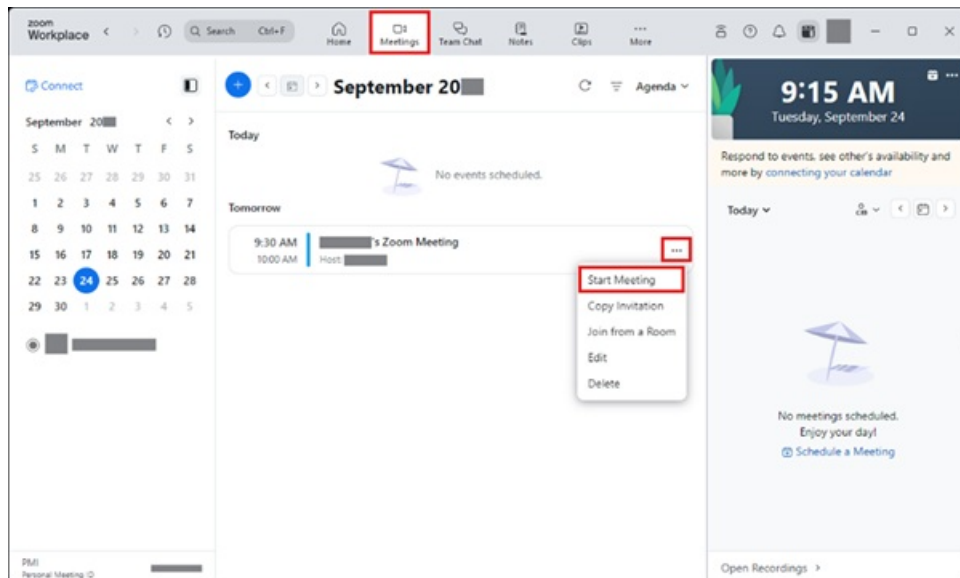 zoom
Workplace
Search Ctrl+F
Home
Meetings
Team Chat
Notes
Clips
More
Connect
September 20
S M T W T F S
25 26 27 28 29 30 31
1 2 3 4 5 6 7
8 9 10 11 12 13 14
15 16 17 18 19 20 21
22 23 24 25 26 27 28
29 30 1 2 3 4 5
PMI
Personal Meeting ID
September 20
Agenda
Today
No events scheduled.
Tomorrow
9:30 AM
10:00 AM
's Zoom Meeting
Host:
Start Meeting
Copy Invitation
Join from a Room
Edit
Delete
9:15 AM
Tuesday, September 24
Respond to events, see other's availability and
more by connecting your calendar
Today
No meetings scheduled.
Enjoy your day!
Schedule a Meeting
Open Recordings